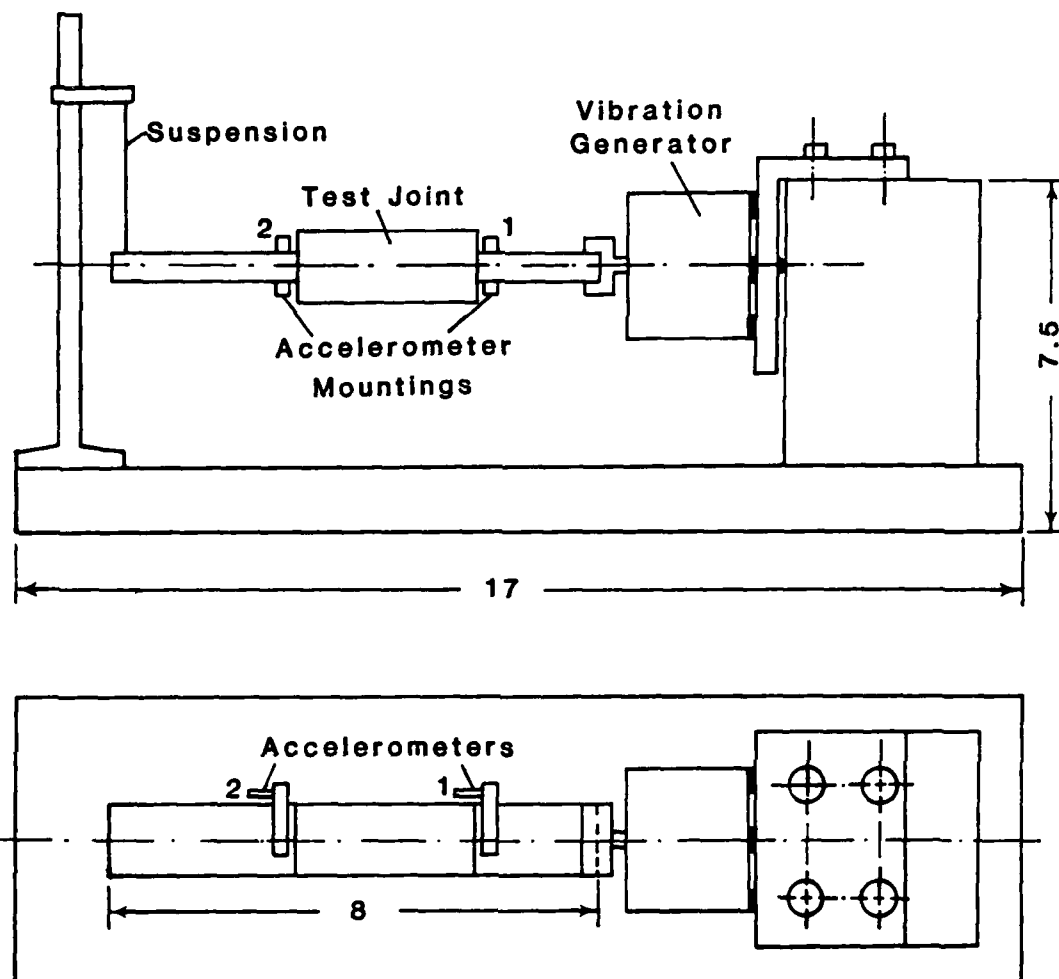 Vibration
Generator
Suspension
Test Joint
2
1
Accelerometer
Mountings
7.5
17
Accelerometers
2
1
8